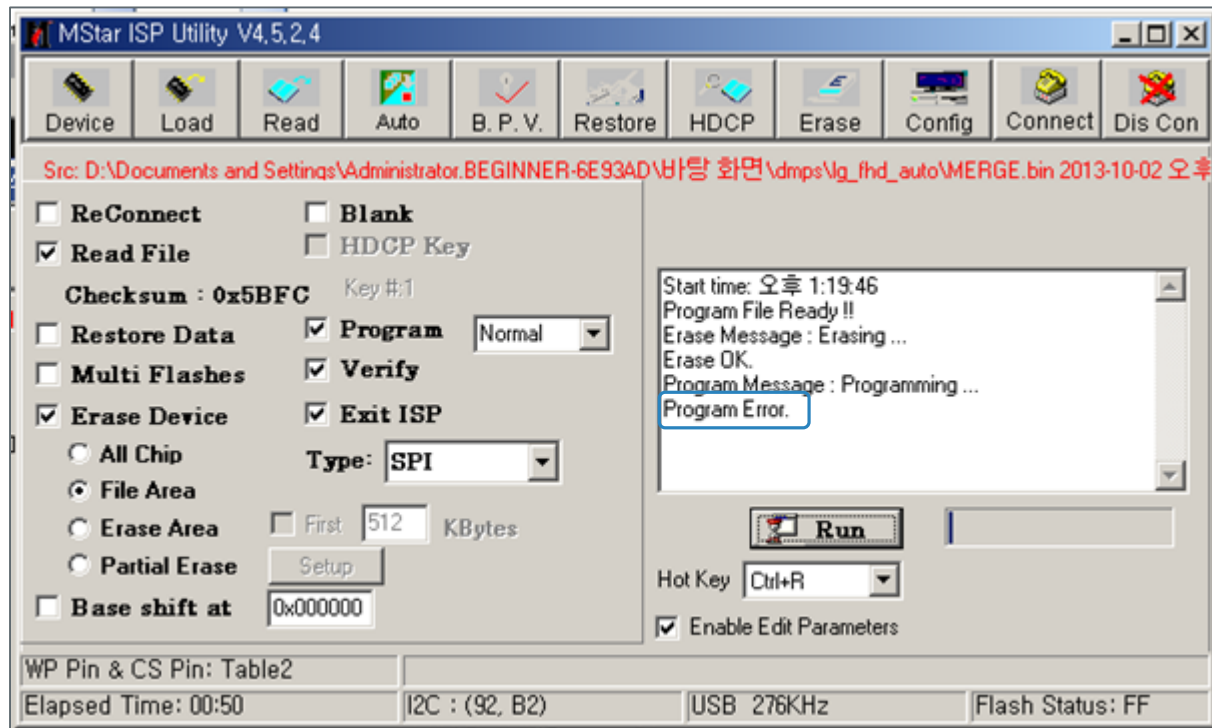 MStar ISP Utility V4,5,2,4
Device Load Read Auto B. P. V. Restore HDCP Erase Config Connect Dis Con
Src: D:\Documents and Settings\Administrator.BEGINNER-6E93AD\바탕 화면\dmps\lg_fhd_auto\MERGE.bin 2013-10-02 오후
ReConnect Blank
Read File HDCP Key
Checksum : 0x5BFC Key #:1
Restore Data Program Normal
Multi Flashes Verify
Erase Device Exit ISP
All Chip Type: SPI
File Area
Erase Area First 512 KBytes
Partial Erase Setup
Base shift at 0x000000
Start time: 오후 1:19:46
Program File Ready !!
Erase Message : Erasing ...
Erase OK.
Program Message : Programming ...
Program Error.
Run
Hot Key Ctrl+R
Enable Edit Parameters
WP Pin & CS Pin: Table2
Elapsed Time: 00:50 I2C : (92, B2) USB 276KHz Flash Status: FF